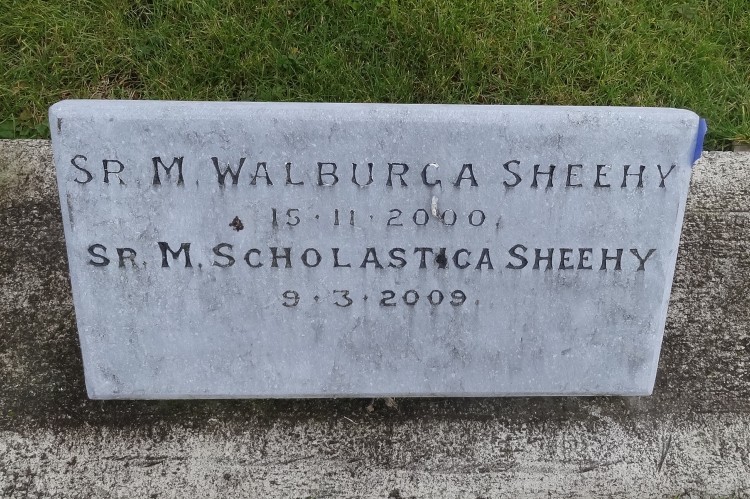 SR. M. WALBURGA SHEEHY
15·11·2000.
SR. M. SCHOLASTICA SHEEHY
9·3·2009.